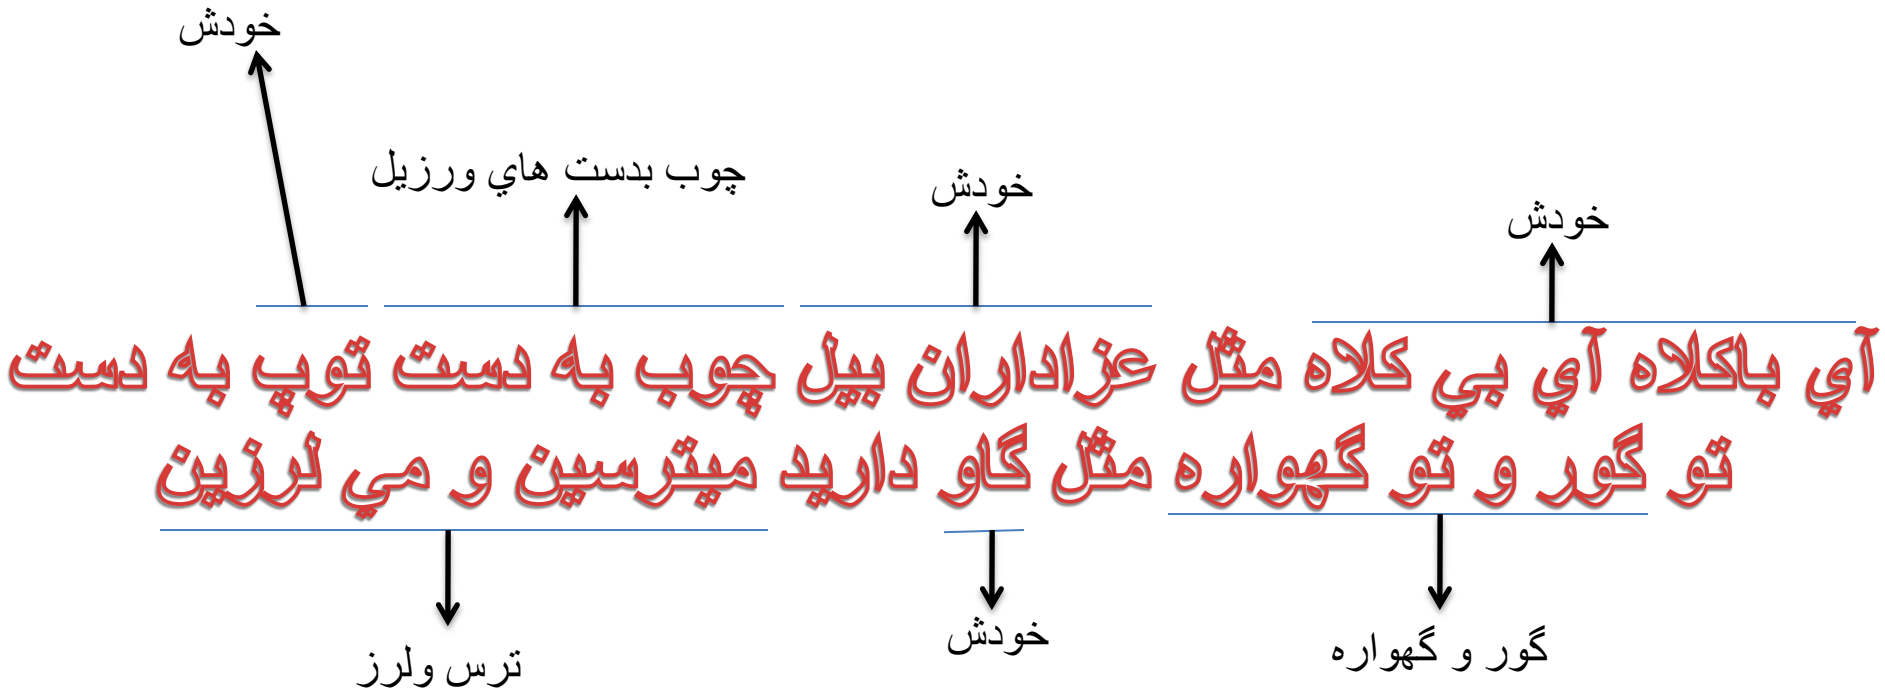 خودش
چوب بدست هاي ورزيل
خودش
خودش
آي باكلاه آي بي كلاه مثل عزاداران بيل چوب به دست توپ به دست
تو گور و تو گهواره مثل گاو داريد ميترسين و مي لرزين
گور و گهواره
خودش
ترس ولرز